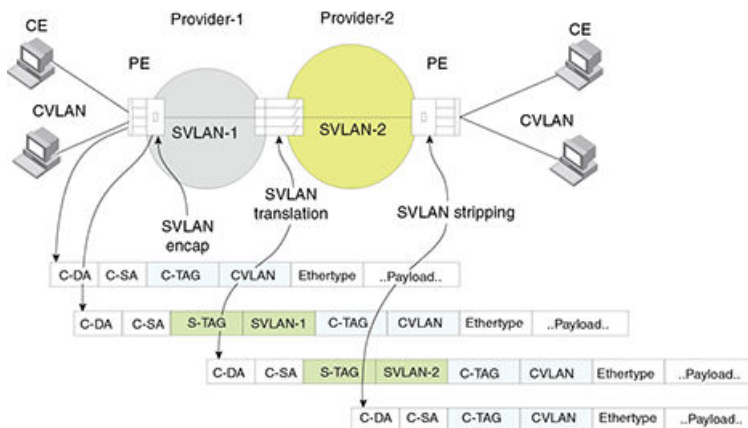 Provider-1 Provider-2
CE CE
PE PE
CVLAN CVLAN
SVLAN-1 SVLAN-2
SVLAN
encap
SVLAN
translation
SVLAN stripping
C-DA C-SA C-TAG CVLAN Ethertype ..Payload..
C-DA C-SA S-TAG SVLAN-1 C-TAG CVLAN Ethertype ..Payload..
C-DA C-SA S-TAG SVLAN-2 C-TAG CVLAN Ethertype ..Payload..
C-DA C-SA C-TAG CVLAN Ethertype ..Payload..